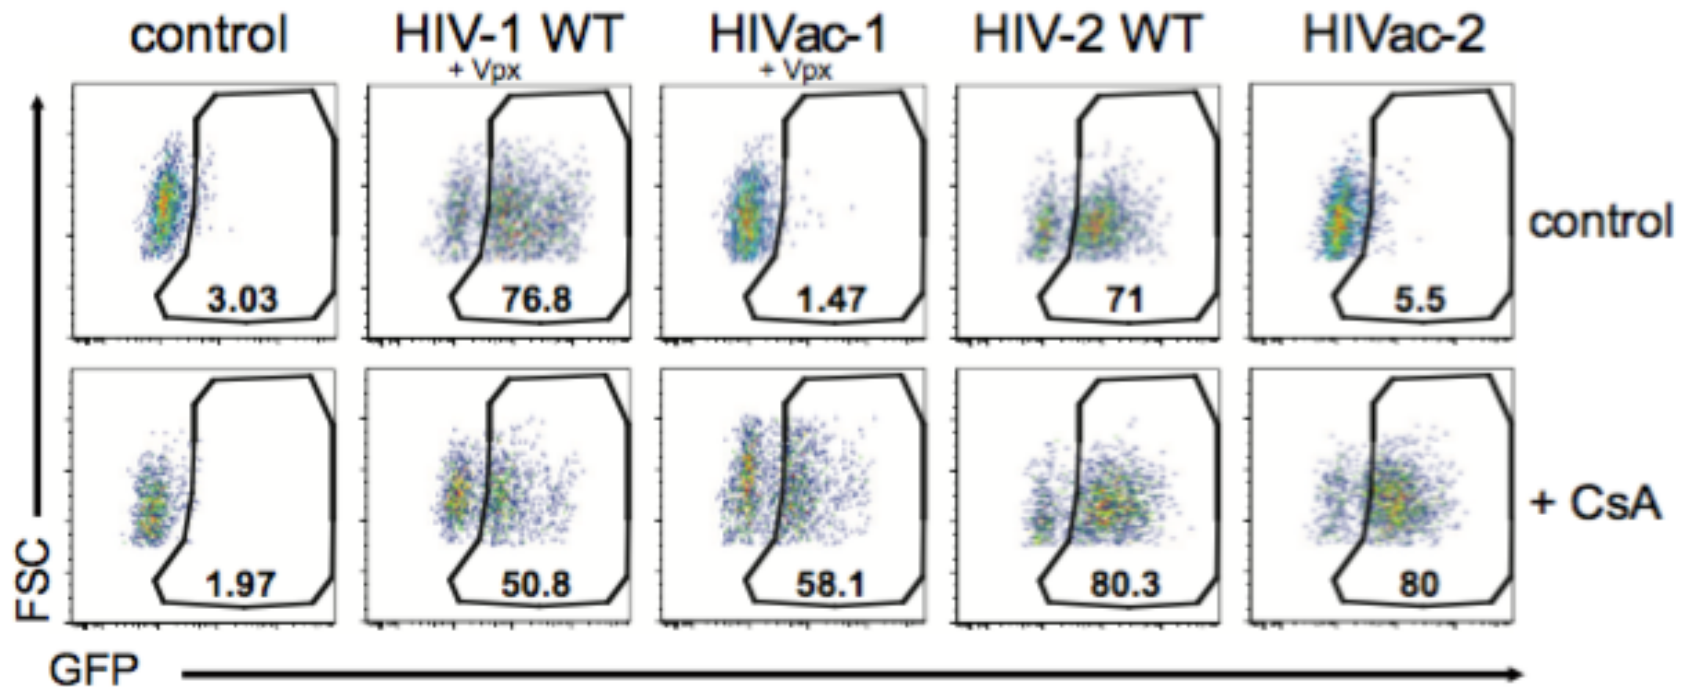 control HIV-1 WT HIVac-1 HIV-2 WT HIVac-2
+ Vpx + Vpx
3.03 76.8 1.47 71 5.5
control
1.97 50.8 58.1 80.3 80
+ CsA
FSC
GFP